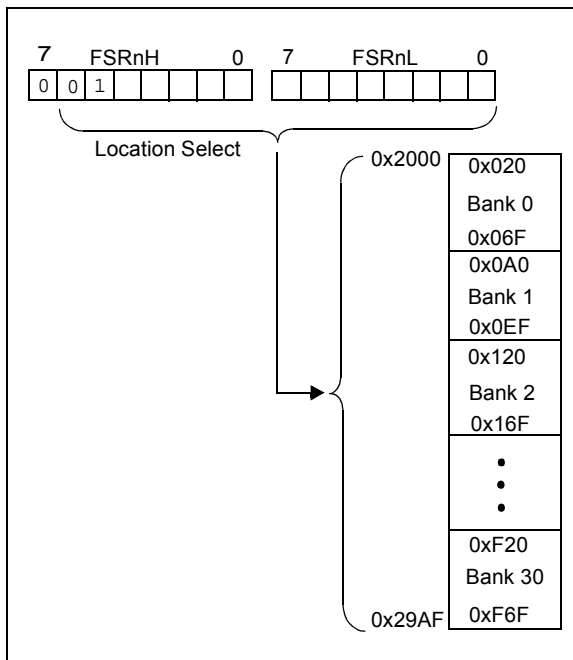 7 FSRnH 0 7 FSRnL 0
0 0 1
Location Select
0x2000
0x020
Bank 0
0x06F
0x0A0
Bank 1
0x0EF
0x120
Bank 2
0x16F
0xF20
Bank 30
0xF6F
0x29AF